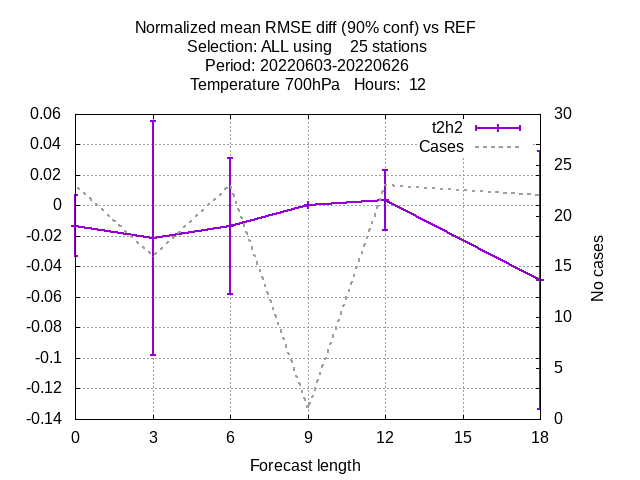 Normalized mean RMSE diff (90% conf) vs REF
Selection: ALL using    25 stations
Period: 20220603-20220626
Temperature 700hPa   Hours:  12
0.06
0.04
0.02
0
-0.02
-0.04
-0.06
-0.08
-0.1
-0.12
-0.14
t2h2
Cases
30
25
20
15
10
5
0
No cases
0 3 6 9 12 15 18
Forecast length